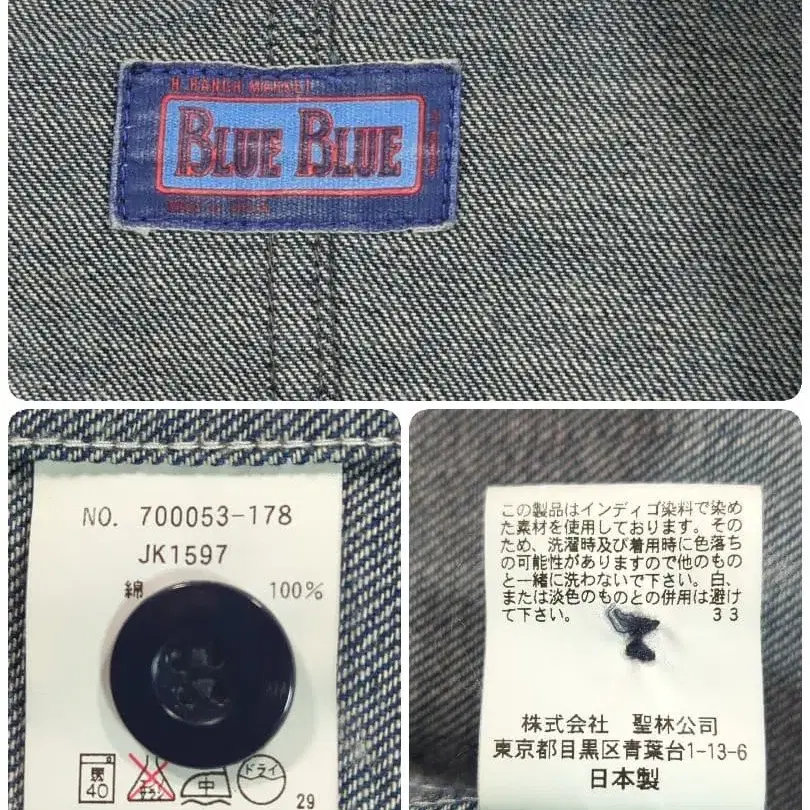 H. RANCH MARKET
BLUE BLUE
NO. 700053-178
JK1597
綿 100%
40
中
ドライ
29
この製品はインディゴ染料で染め
た素材を使用しております。その
ため、洗濯時及び着用時に色落ち
の可能性がありますので他のもの
と一緒に洗わないで下さい。白、
または淡色のものとの併用は避け
て下さい。 33
株式会社 聖林公司
東京都目黒区青葉台1-13-6
日本製